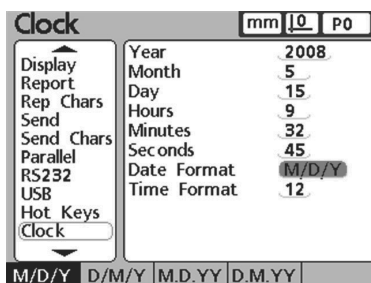 Clock mm |0 P0
Display
Report
Rep Chars
Send
Send Chars
Parallel
RS232
USB
Hot Keys
Clock
Year 2008
Month 5
Day 15
Hours 9
Minutes 32
Seconds 45
Date Format M/D/Y
Time Format 12
M/D/Y D/M/Y M.D.YY D.M.YY